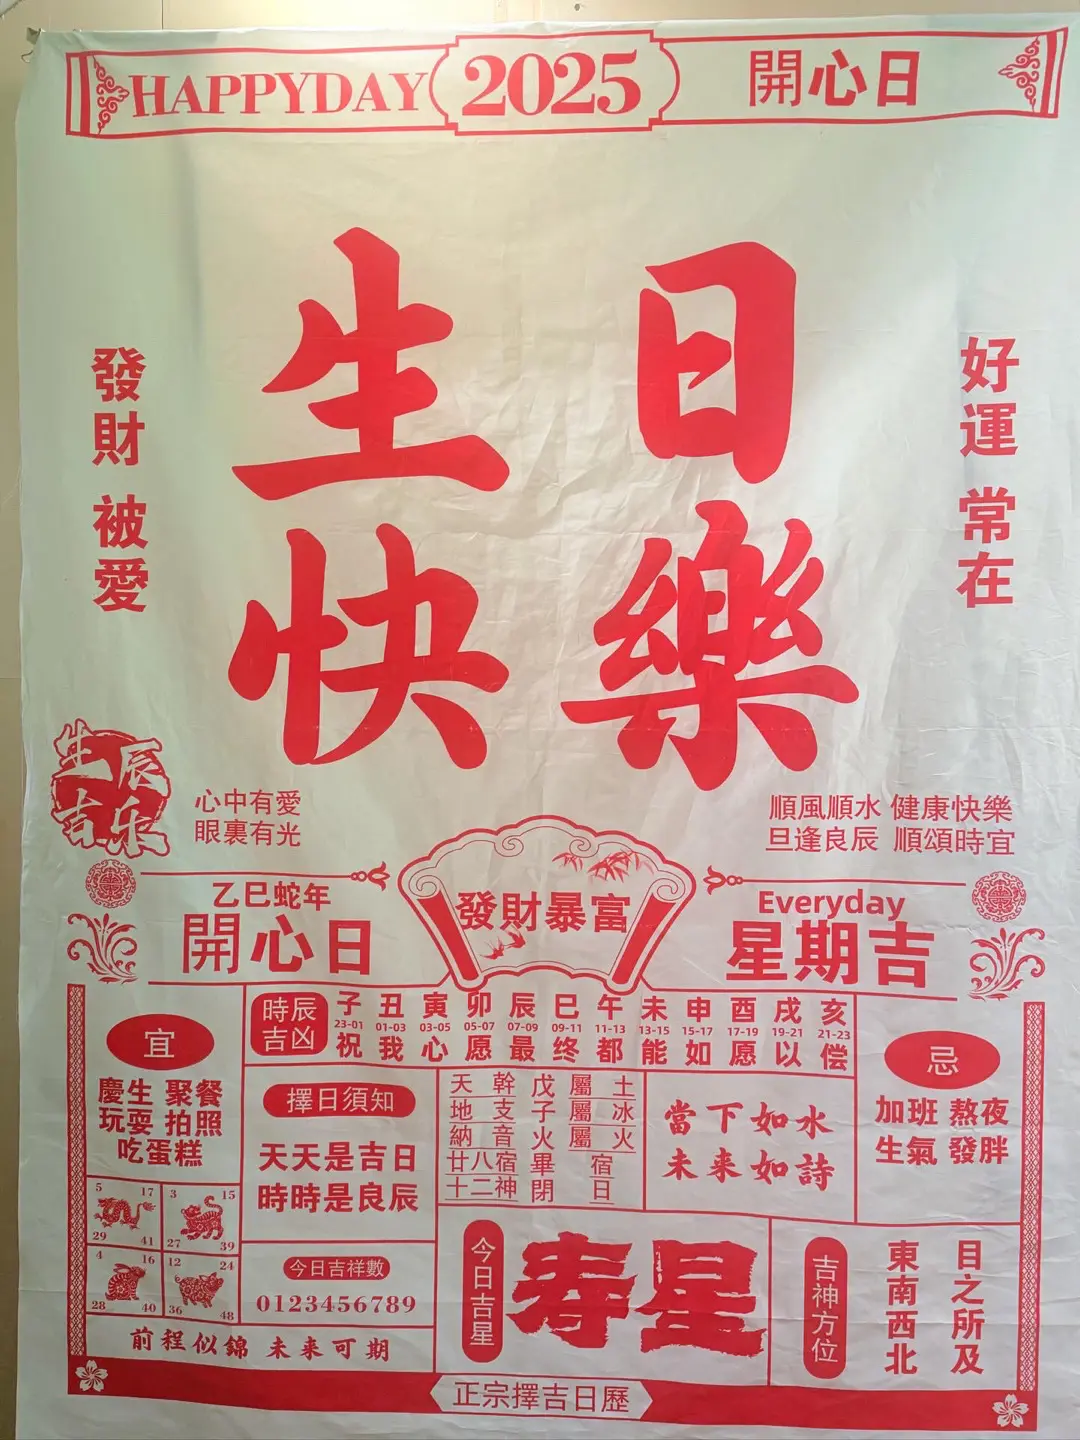 HAPPYDAY 2025 開心日
生日
快樂
發財 被愛
好運 常在
生辰
吉乐
心中有愛
眼裏有光
順風順水 健康快樂
旦逢良辰 順頌時宜
乙巳蛇年
開心日
發財暴富
Everyday
星期吉
宜
慶生 聚餐
玩耍 拍照
吃蛋糕
時辰
吉凶
子 丑 寅 卯 辰 巳 午 未 申 酉 戌 亥
23-01 01-03 03-05 05-07 07-09 09-11 11-13 13-15 15-17 17-19 19-21 21-23
祝 我 心 愿 最 终 都 能 如 愿 以 偿
忌
加班 熬夜
生氣 發胖
擇日須知
天天是吉日
時時是良辰
天幹 戊 屬土
地支 子 屬冰
納音 火 屬火
廿八宿 畢 宿
十二神 閉 日
當下如水
未来如詩
5 17
29 41
3 15
27 39
4 16
28 40
12 24
36 48
今日吉祥數
0123456789
前程似錦 未来可期
今日吉星
寿星
吉神方位
東南西北
目之所及
正宗擇吉日歷